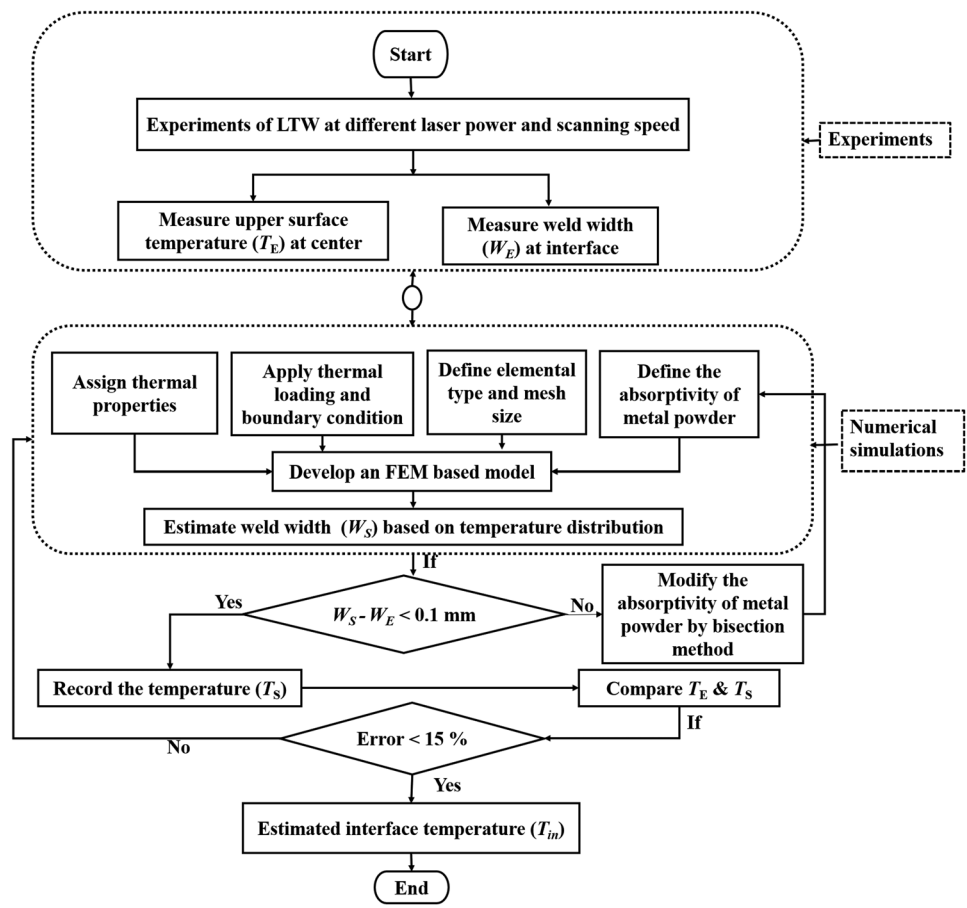 Start
Experiments of LTW at different laser power and scanning speed
Experiments
Measure upper surface
temperature (TE) at center
Measure weld width
(WE) at interface
Assign thermal
properties
Apply thermal
loading and
boundary condition
Define elemental
type and mesh
size
Define the
absorptivity of
metal powder
Numerical
simulations
Develop an FEM based model
Estimate weld width (WS) based on temperature distribution
If
Yes
WS - WE < 0.1 mm
No
Modify the
absorptivity of metal
powder by bisection
method
Record the temperature (TS)
Compare TE & TS
If
Error < 15 %
No
Yes
Estimated interface temperature (Tin)
End